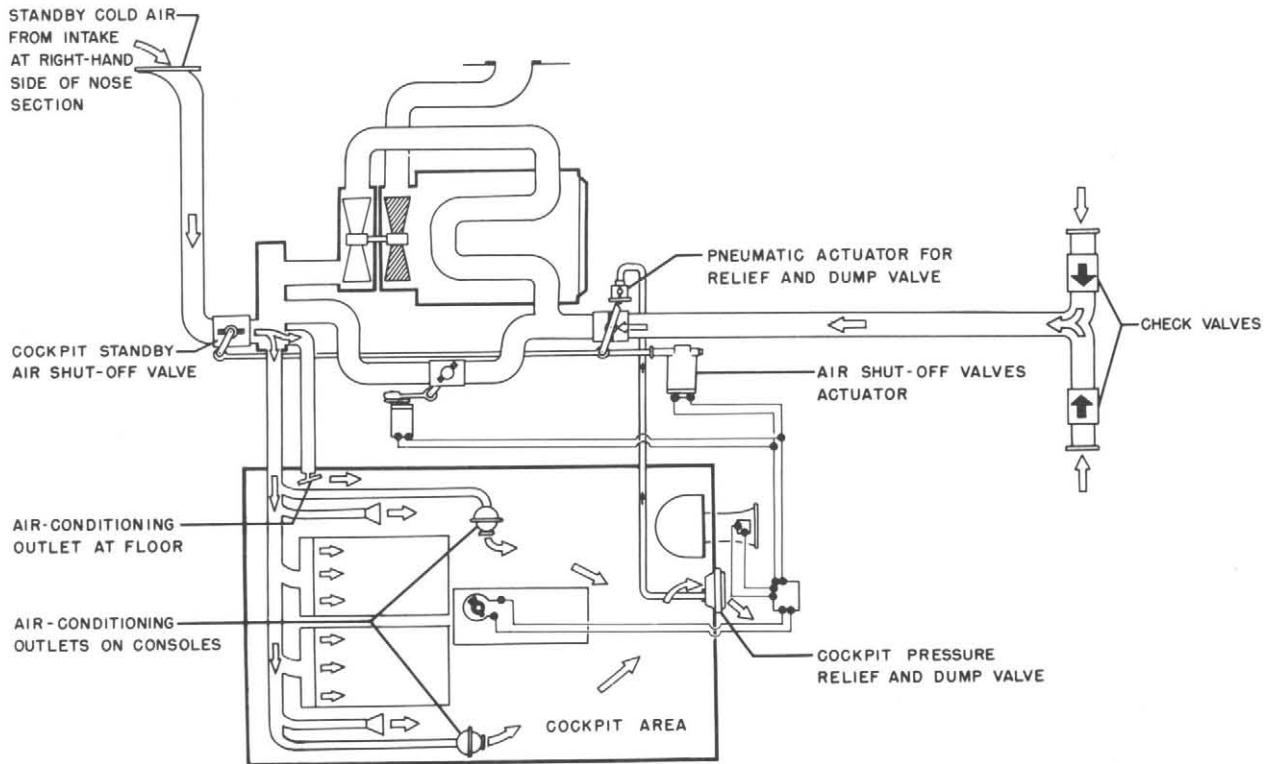 STANDBY COLD AIR
FROM INTAKE
AT RIGHT-HAND
SIDE OF NOSE
SECTION
PNEUMATIC ACTUATOR FOR
RELIEF AND DUMP VALVE
CHECK VALVES
COCKPIT STANDBY
AIR SHUT-OFF VALVE
AIR SHUT-OFF VALVES
ACTUATOR
AIR-CONDITIONING
OUTLET AT FLOOR
AIR-CONDITIONING
OUTLETS ON CONSOLES
COCKPIT PRESSURE
RELIEF AND DUMP VALVE
COCKPIT AREA